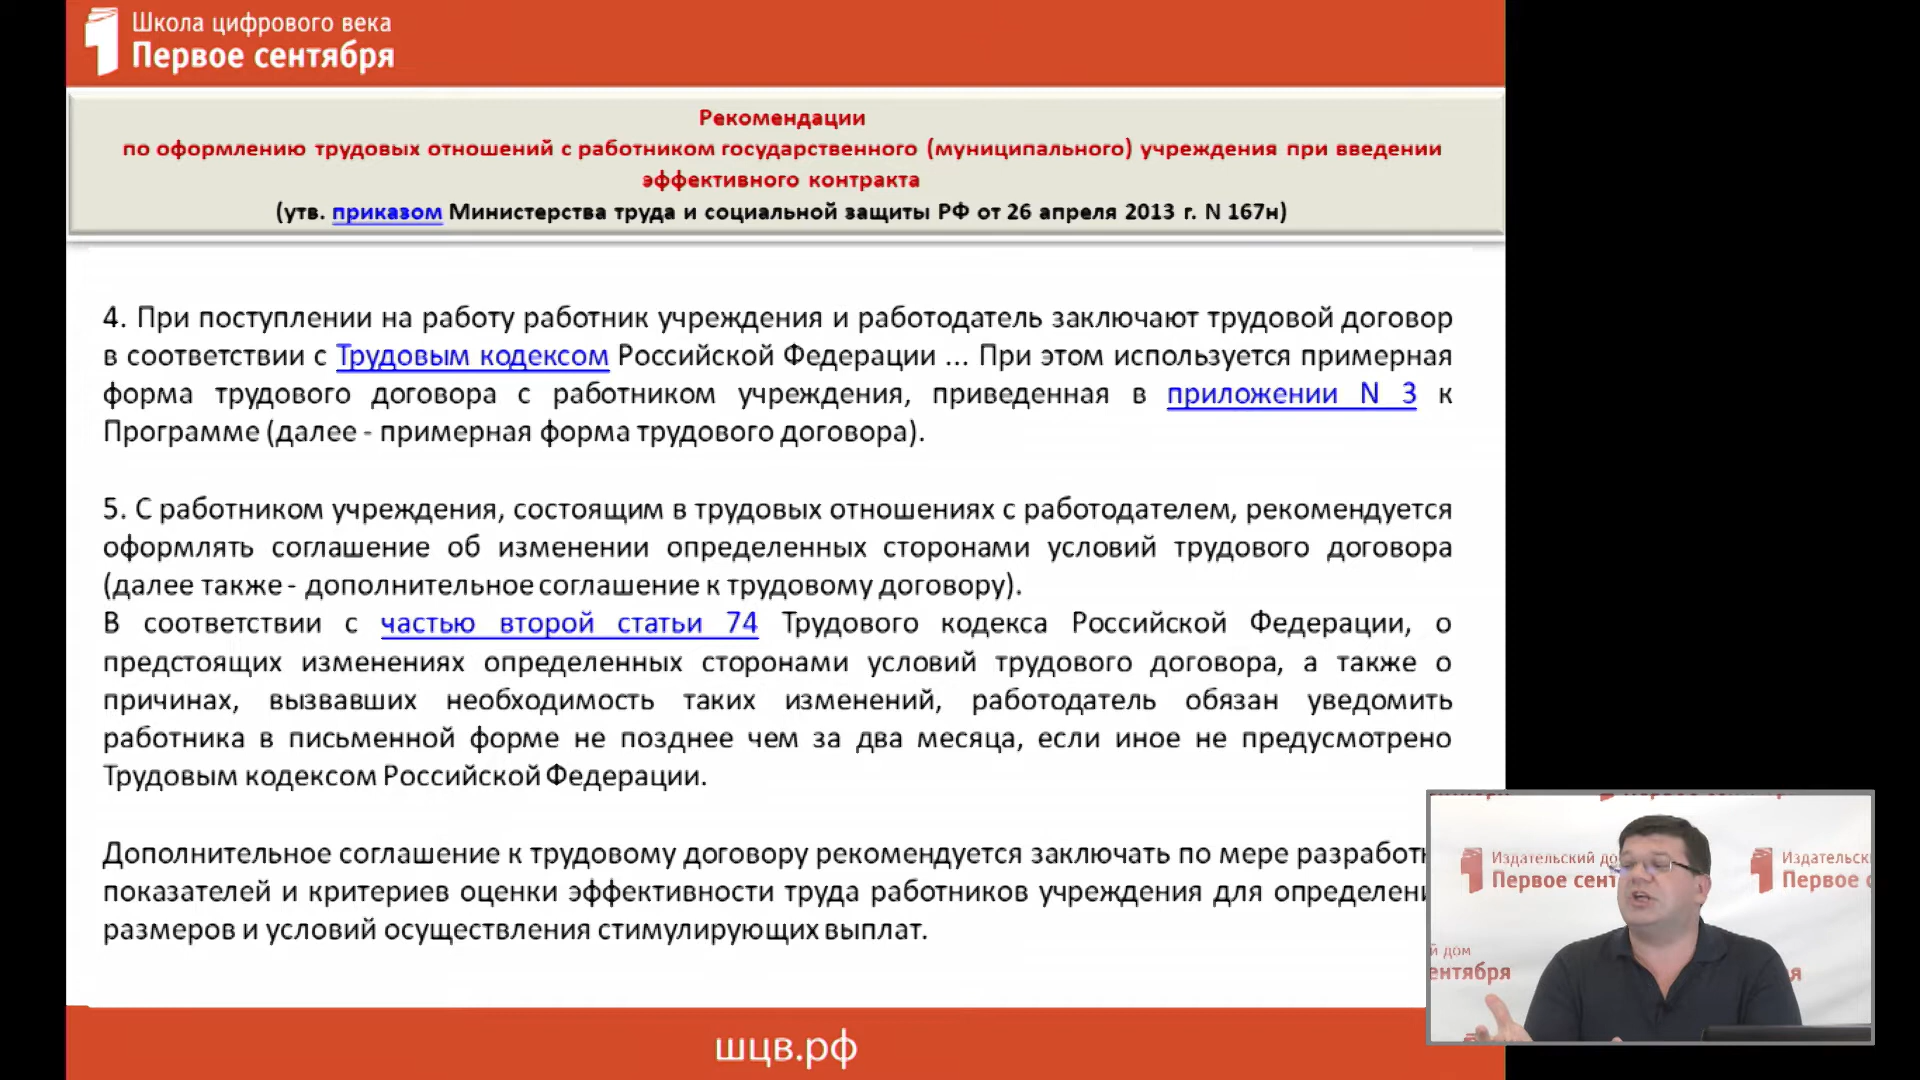 Школа цифрового века
Первое сентября
Рекомендации
по оформлению трудовых отношений с работником государственного (муниципального) учреждения при введении
эффективного контракта
(утв. приказом Министерства труда и социальной защиты РФ от 26 апреля 2013 г. N 167н)
4. При поступлении на работу работник учреждения и работодатель заключают трудовой договор
в соответствии с Трудовым кодексом Российской Федерации ... При этом используется примерная
форма трудового договора с работником учреждения, приведенная в приложении N 3 к
Программе (далее - примерная форма трудового договора).
5. С работником учреждения, состоящим в трудовых отношениях с работодателем, рекомендуется
оформлять соглашение об изменении определенных сторонами условий трудового договора
(далее также - дополнительное соглашение к трудовому договору).
В соответствии с частью второй статьи 74 Трудового кодекса Российской Федерации, о
предстоящих изменениях определенных сторонами условий трудового договора, а также о
причинах, вызвавших необходимость таких изменений, работодатель обязан уведомить
работника в письменной форме не позднее чем за два месяца, если иное не предусмотрено
Трудовым кодексом Российской Федерации.
Дополнительное соглашение к трудовому договору рекомендуется заключать по мере разработк
показателей и критериев оценки эффективности труда работников учреждения для определени
размеров и условий осуществления стимулирующих выплат.
Издательский до
Первое сент
Издательск
Первое с
й дом
ентября
я
шцв.рф